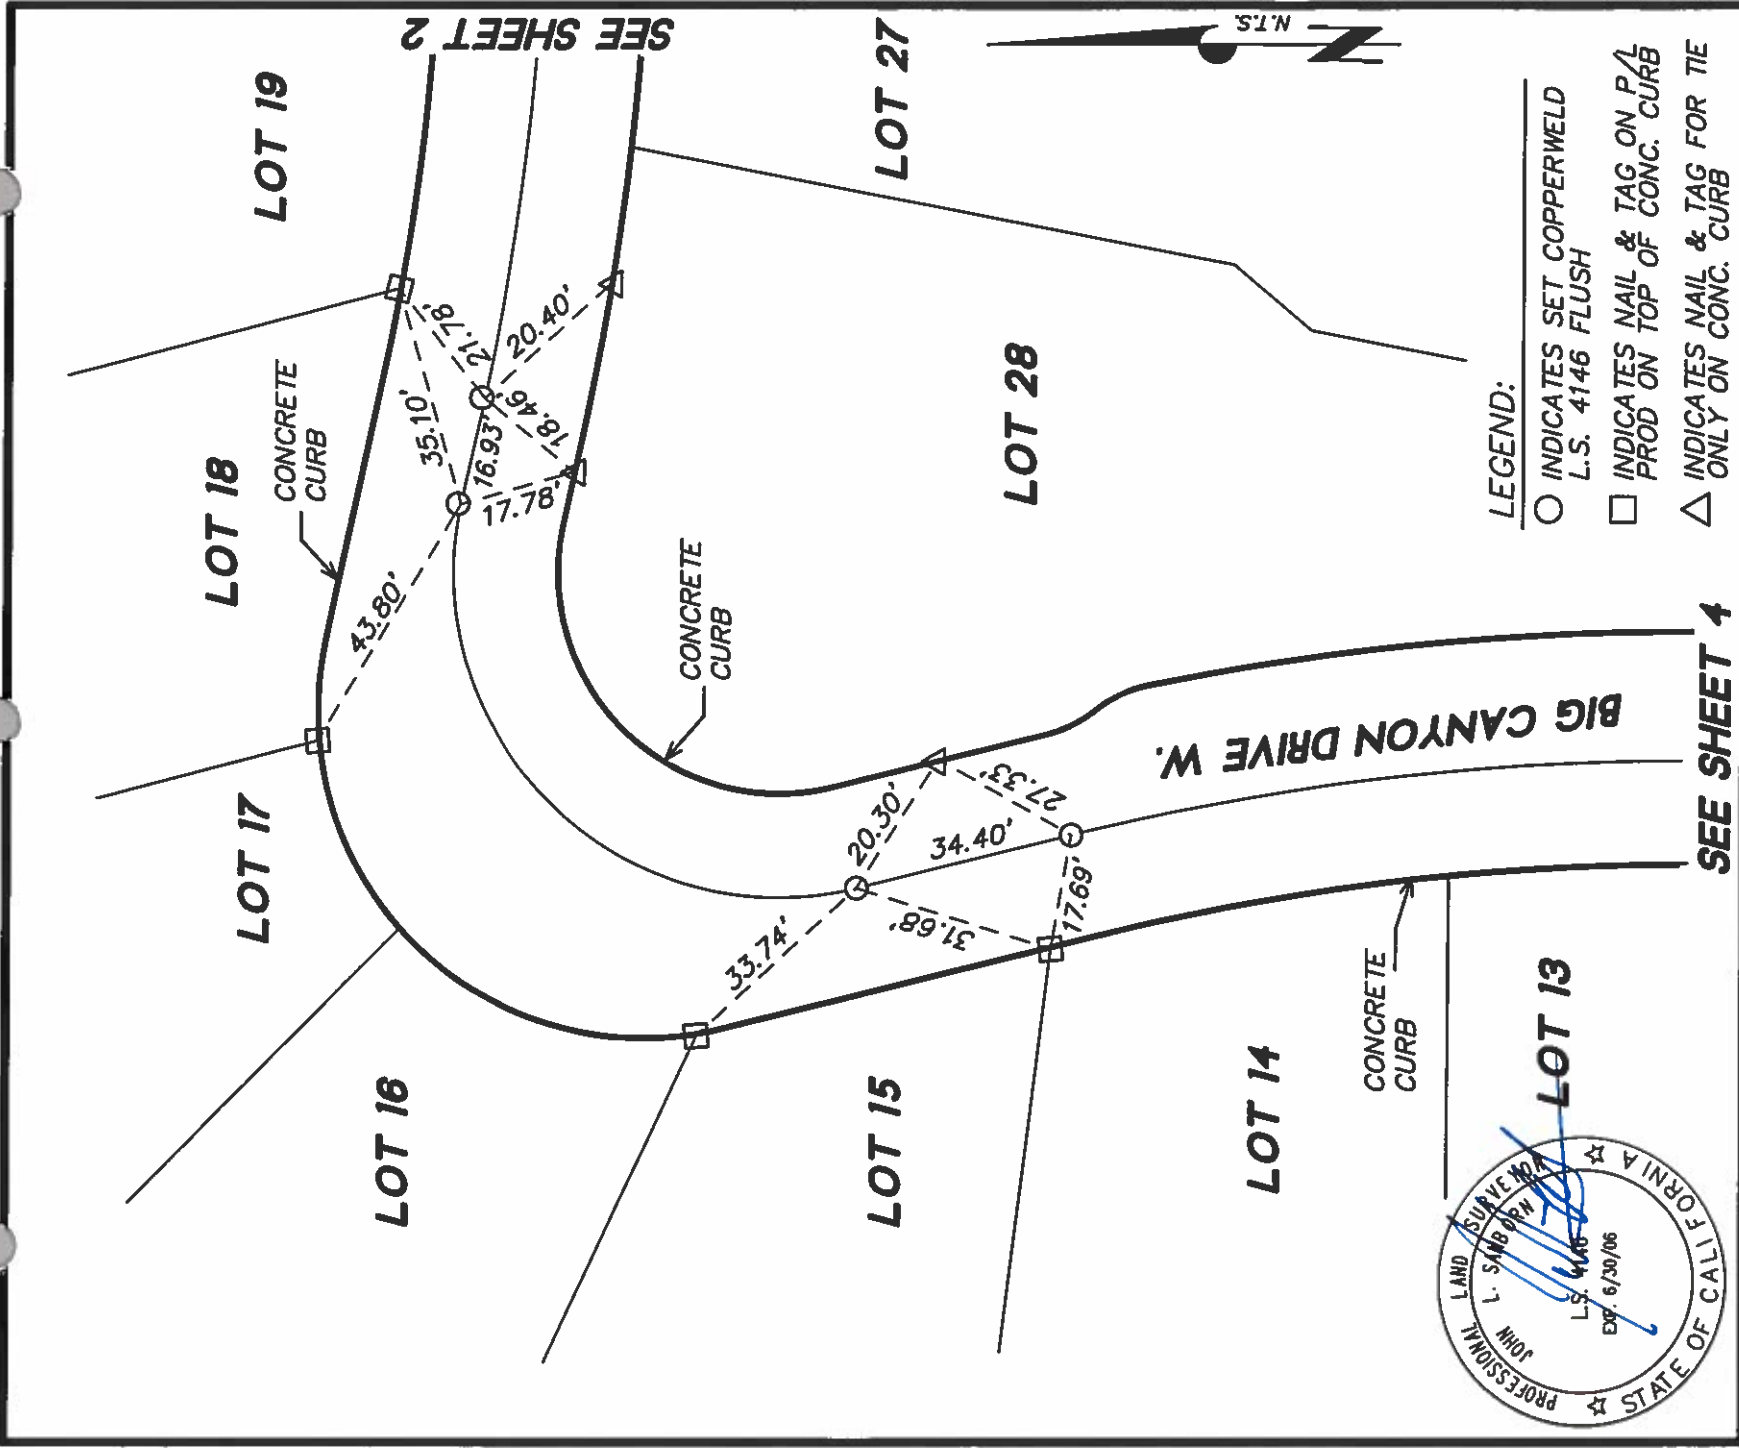 SEE SHEET 2
LOT 19
LOT 27
N.T.S.
N
LOT 18
CONCRETE
CURB
35.10'
21.78'
20.40'
16.93'
18.46'
17.78'
43.80'
LOT 28
CONCRETE
CURB
LOT 17
BIG CANYON DRIVE W.
20.30'
27.33'
34.40'
33.74'
31.68'
17.69'
LOT 16
LOT 15
LOT 14
CONCRETE
CURB
LOT 13
SEE SHEET 4
LEGEND:
INDICATES SET COPPERWELD
L.S. 4146 FLUSH
INDICATES NAIL & TAG ON P/L
PROD ON TOP OF CONC. CURB
INDICATES NAIL & TAG FOR TIE
ONLY ON CONC. CURB
PROFESSIONAL LAND SURVEYOR
JOHN L. SANBORN
L.S. 4146
EXP. 6/30/06
STATE OF CALIFORNIA